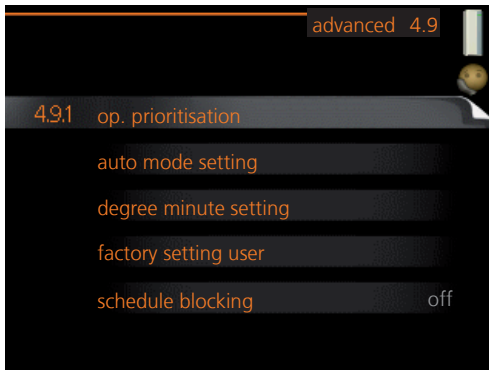 advanced 4.9
4.9.1 op. prioritisation
auto mode setting
degree minute setting
factory setting user
schedule blocking off